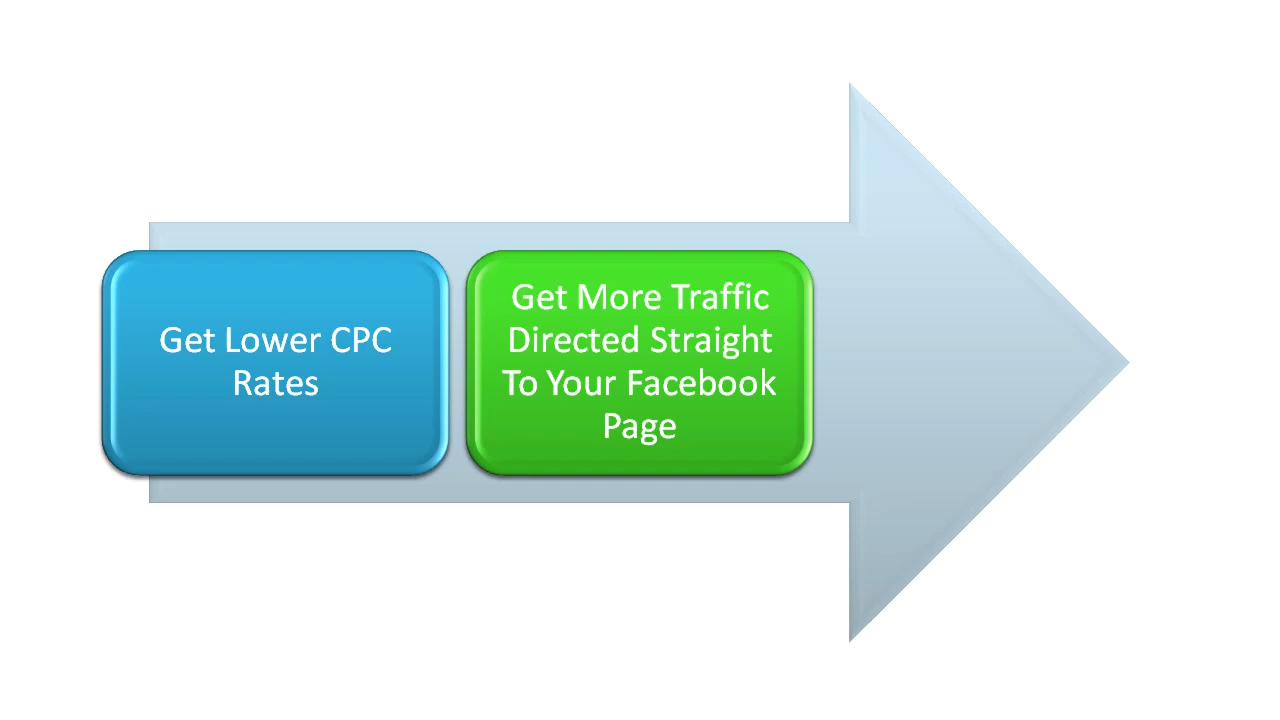 Get Lower CPC
Rates
Get More Traffic
Directed Straight
To Your Facebook
Page